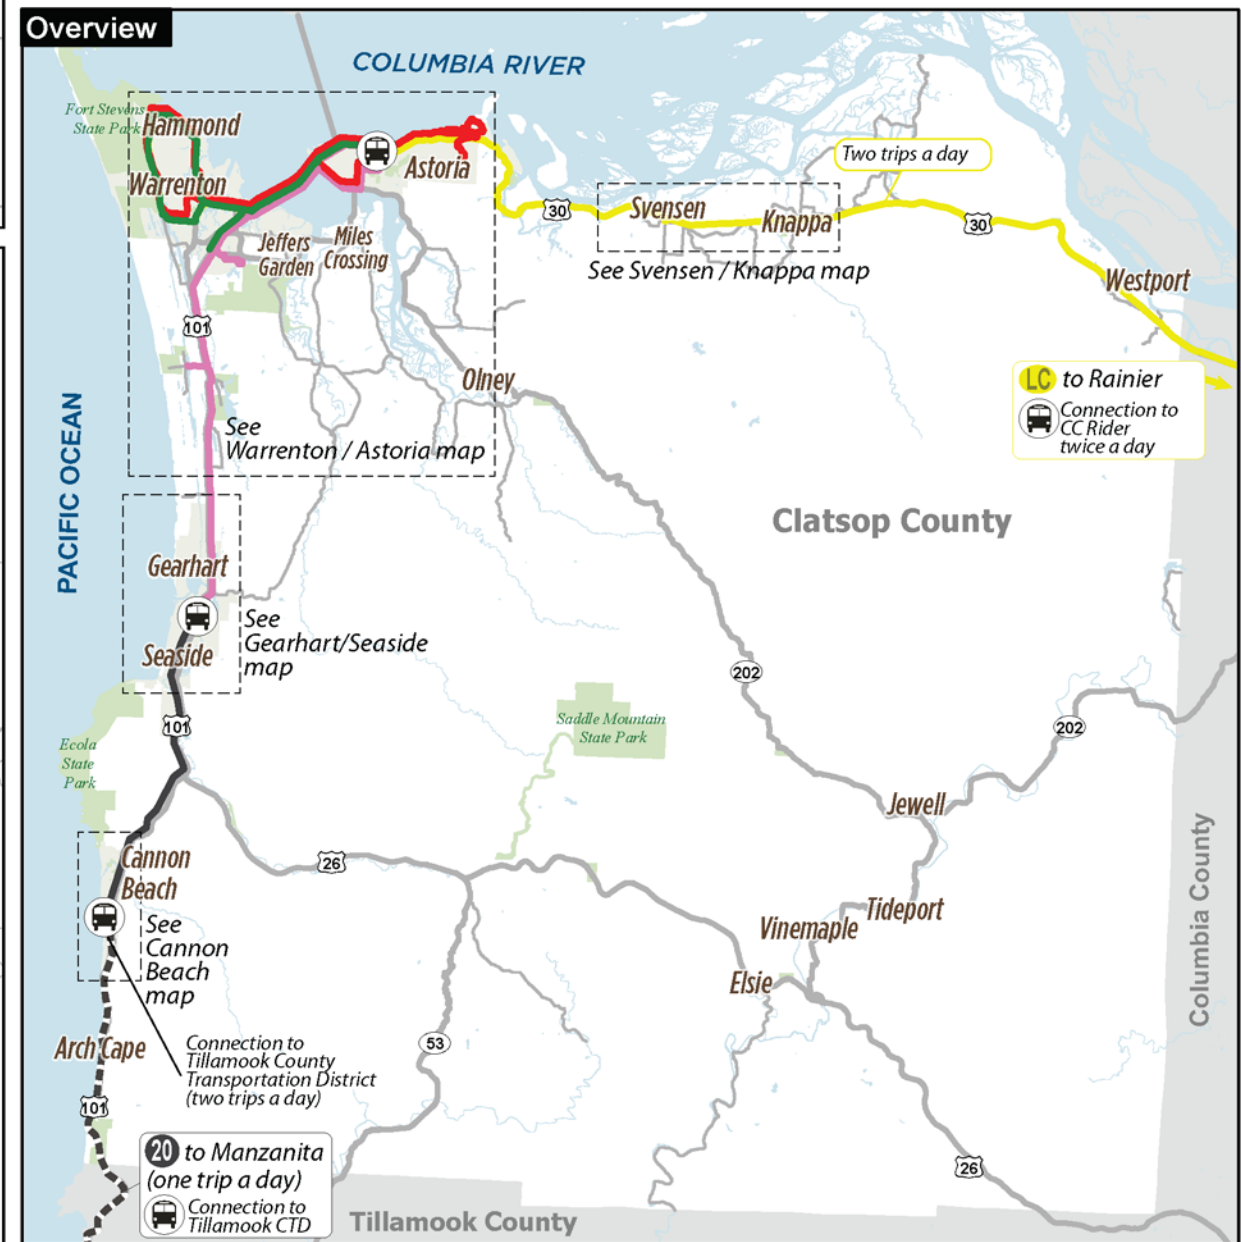 Overview
COLUMBIA RIVER
Fort Stevens
State Park
Hammond
Warrenton
Astoria
Two trips a day
30
Svensen
Knappa
30
Jeffers
Garden
Miles
Crossing
See Svensen / Knappa map
Westport
101
LC to Rainier
Connection to
CC Rider
twice a day
Olney
See
Warrenton / Astoria map
PACIFIC OCEAN
Clatsop County
Gearhart
See
Gearhart/Seaside
map
Seaside
202
101
Saddle Mountain
State Park
202
Ecola
State
Park
Jewell
Cannon
Beach
26
Columbia County
Tideport
See
Cannon
Beach
map
Vinemaple
Elsie
Arch Cape
Connection to
Tillamook County
Transportation District
(two trips a day)
53
101
20 to Manzanita
(one trip a day)
Connection to
Tillamook CTD
26
Tillamook County